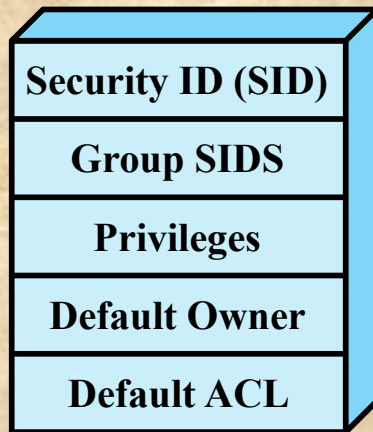 Security ID (SID)
Group SIDS
Privileges
Default Owner
Default ACL